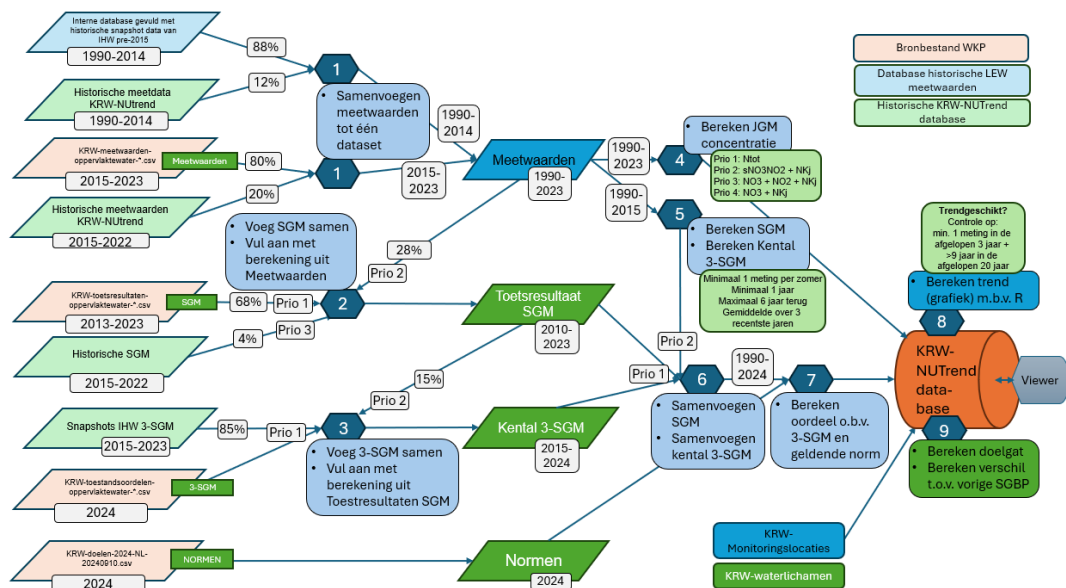 Interne database gevuld met
historische snapshot data van
IHW pre-2015
1990-2014
88%
Historische meetdata
KRW-NUtrend
1990-2014
12%
1
• Samenvoegen
meetwaarden
tot één
dataset
1990-
2014
KRW-meetwaarden-
oppervlaktewater-*.csv
Meetwaarden
2015-2023
80%
1
2015-
2023
Historische meetwaarden
KRW-NUtrend
2015-2022
20%
Meetwaarden
1990-
2023
1990-
2023
1990-
2015
4
• Bereken JGM
concentratie
Prio 1: Ntot
Prio 2: sNO3NO2 + NKj
Prio 3: NO3 + NO2 + NKj
Prio 4: NO3 + NKj
5
• Bereken SGM
• Bereken Kental
3-SGM
Minimaal 1 meting per zomer
Minimaal 1 jaar
Maximaal 6 jaar terug
Gemiddelde over 3
recentste jaren
Bronbestand WKP
Database historische LEW
meetwaarden
Historische KRW-NUTrend
database
Trendgeschikt?
Controle op:
min. 1 meting in de
afgelopen 3 jaar +
>9 jaar in de
afgelopen 20 jaar
• Bereken trend
(grafiek) m.b.v. R
8
KRW-
NUTrend
data-
base
Viewer
9
• Bereken doelgat
• Bereken verschil
t.o.v. vorige SGBP
• Voeg SGM samen
• Vul aan met
berekening uit
Meetwaarden
28%
Prio 2
KRW-toetsresultaten-
oppervlaktewater-*.csv
SGM
2013-2023
68%
Prio 1
2
Historische SGM
2015-2022
4%
Prio 3
Toetsresultaat
SGM
2010-
2023
15%
Prio 2
Snapshots IHW 3-SGM
2015-2023
85%
Prio 1
3
• Voeg 3-SGM samen
• Vul aan met
berekening uit
Toestresultaten SGM
KRW-toestandsoordelen-
oppervlaktewater-*.csv
3-SGM
2024
Kental 3-SGM
2015-
2024
Prio 2
Prio 1
6
• Samenvoegen
SGM
• Samenvoegen
kental 3-SGM
1990-
2024
7
• Bereken
oordeel o.b.v.
3-SGM en
geldende norm
KRW-doelen-2024-NL-
20240910.csv
NORMEN
2024
Normen
2024
KRW-
Monitoringslocaties
KRW-waterlichamen